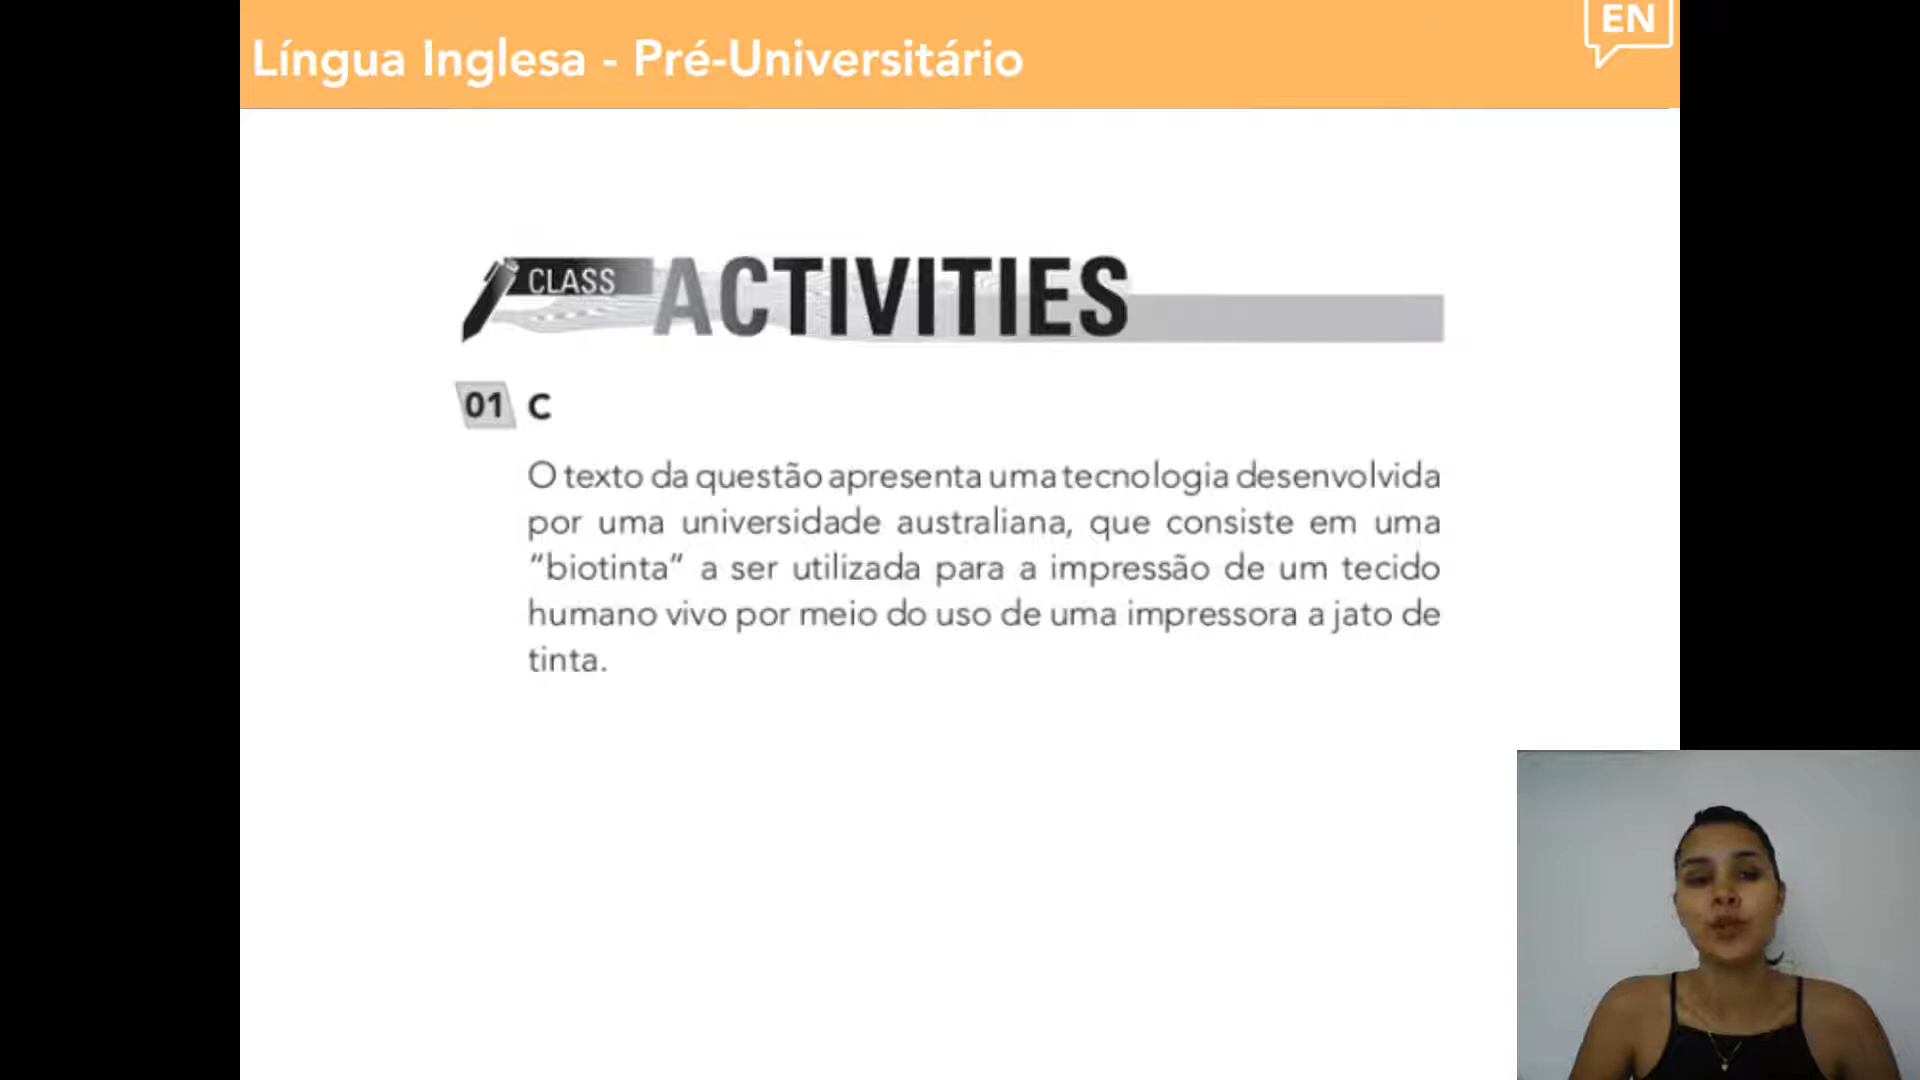 EN
Língua Inglesa - Pré-Universitário
CLASS ACTIVITIES
01 C
O texto da questão apresenta uma tecnologia desenvolvida
por uma universidade australiana, que consiste em uma
“biotinta” a ser utilizada para a impressão de um tecido
humano vivo por meio do uso de uma impressora a jato de
tinta.